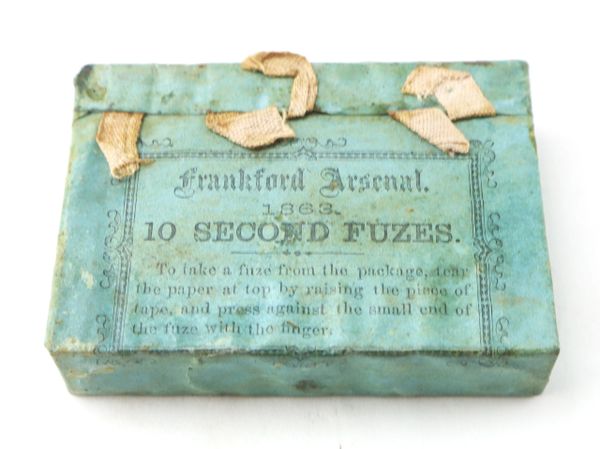 Frankford Arsenal.
1863.
10 SECOND FUZES.
To take a fuze from the package, tear
the paper at top by raising the piece of
tape, and press against the small end of
the fuze with the finger.